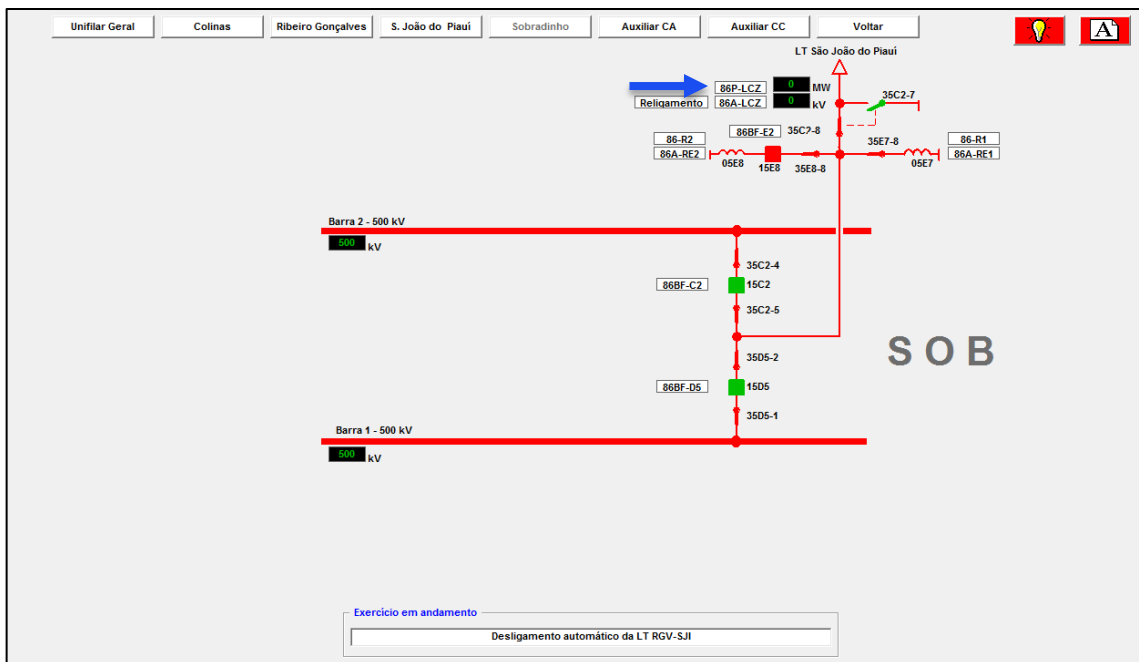 Unifilar Geral Colinas Ribeiro Gonçalves S. João do Piauí Sobradinho Auxiliar CA Auxiliar CC Voltar
A
LT São João do Piauí
86P-LCZ 0 MW
Religamento 86A-LCZ 0 kV
35C2-7
86BF-E2 35C2-8
86-R2 35E7-8 86-R1
86A-RE2 86A-RE1
05E8 15E8 35E8-8 05E7
Barra 2 - 500 kV
500 kV
35C2-4
86BF-C2 15C2
35C2-5
S O B
35D5-2
86BF-D5 15D5
35D5-1
Barra 1 - 500 kV
500 kV
Exercício em andamento
Desligamento automático da LT RGV-SJI